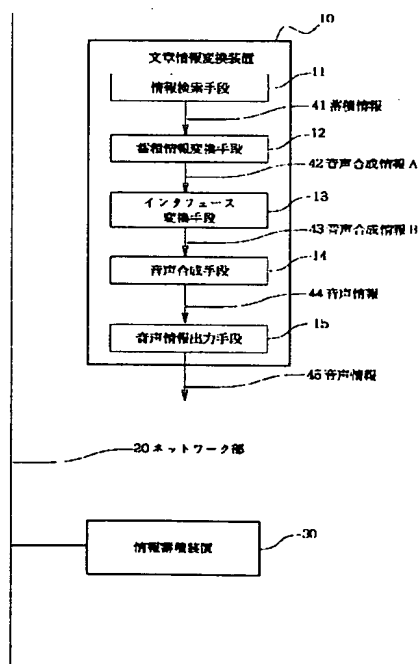 10
文章情報変換装置
11
情報検索手段
41 蓄積情報
12
蓄積情報変換手段
42 音声合成情報A
13
インタフェース
変換手段
43 音声合成情報B
14
音声合成手段
44 音声情報
15
音声情報出力手段
45 音声情報
20 ネットワーク部
30
情報蓄積装置